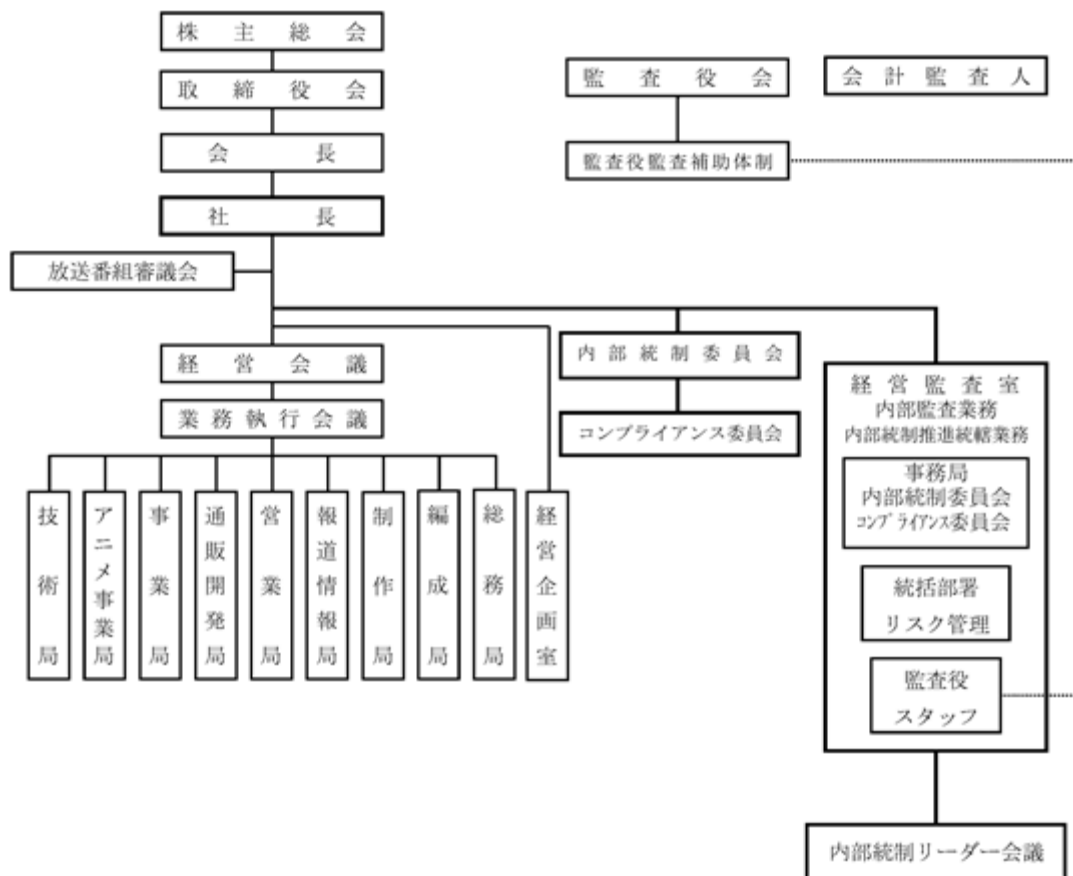 株主総会
取締役会
会長
社長
放送番組審議会
監査役会
会計監査人
監査役監査補助体制
経営会議
業務執行会議
内部統制委員会
コンプライアンス委員会
技術局
アニメ事業局
事業局
通販開発局
営業局
報道情報局
制作局
編成局
総務局
経営企画室
経営監査室
内部監査業務
内部統制推進統轄業務
事務局
内部統制委員会
コンプライアンス委員会
統括部署
リスク管理
監査役
スタッフ
内部統制リーダー会議